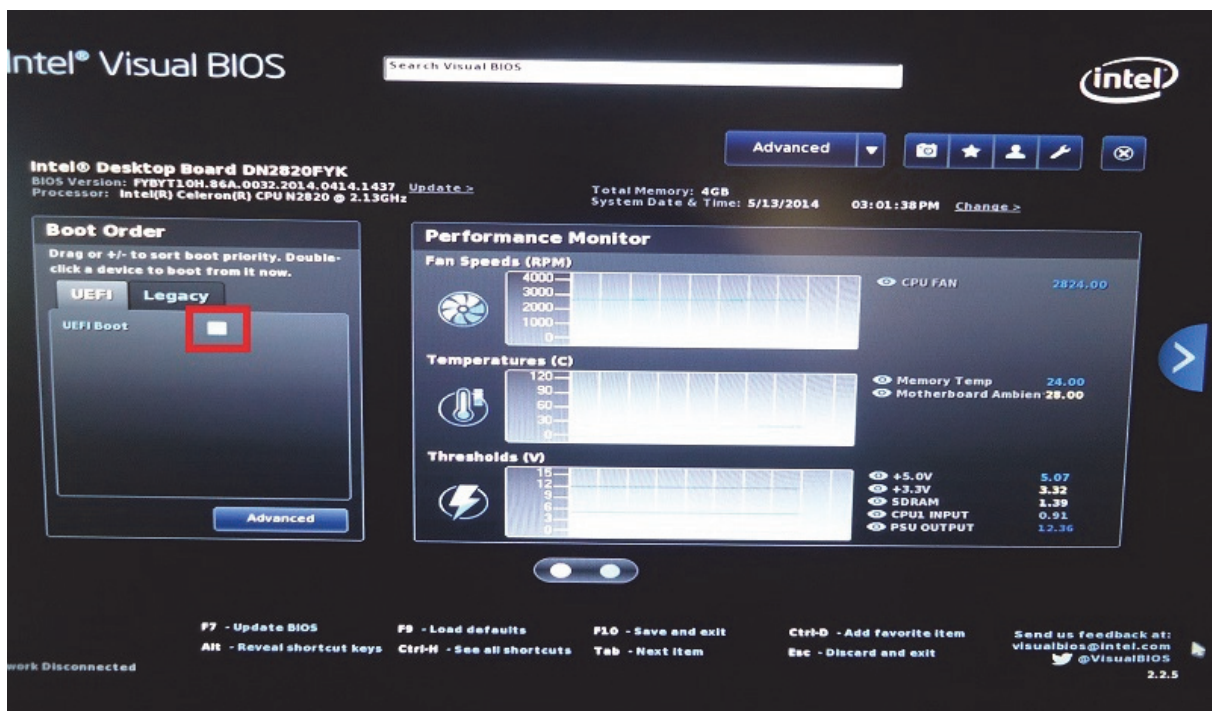 Intel® Visual BIOS
Search Visual BIOS
intel
Advanced
Intel® Desktop Board DN2820FYK
BIOS Version: FYBYT10H.86A.0032.2014.0414.1437 Update >
Processor: Intel(R) Celeron(R) CPU N2820 @ 2.13GHz
Total Memory: 4GB
System Date & Time: 5/13/2014 03:01:38 PM Change >
Boot Order
Drag or +/- to sort boot priority. Double-
click a device to boot from it now.
UEFI Legacy
UEFI Boot
Advanced
Performance Monitor
Fan Speeds (RPM)
4000
3000
2000
1000
0
CPU FAN 2824.00
Temperatures (C)
120
90
60
30
0
Memory Temp 24.00
Motherboard Ambien 28.00
Thresholds (V)
15
12
9
6
3
0
+5.0V 5.07
+3.3V 3.32
SDRAM 1.39
CPU1 INPUT 0.91
PSU OUTPUT 12.36
F7 - Update BIOS F9 - Load defaults F10 - Save and exit Ctrl-D - Add favorite item
Alt - Reveal shortcut keys Ctrl-H - See all shortcuts Tab - Next item Esc - Discard and exit
Send us feedback at:
visualbios@intel.com
@VisualBIOS
2.2.5
work Disconnected